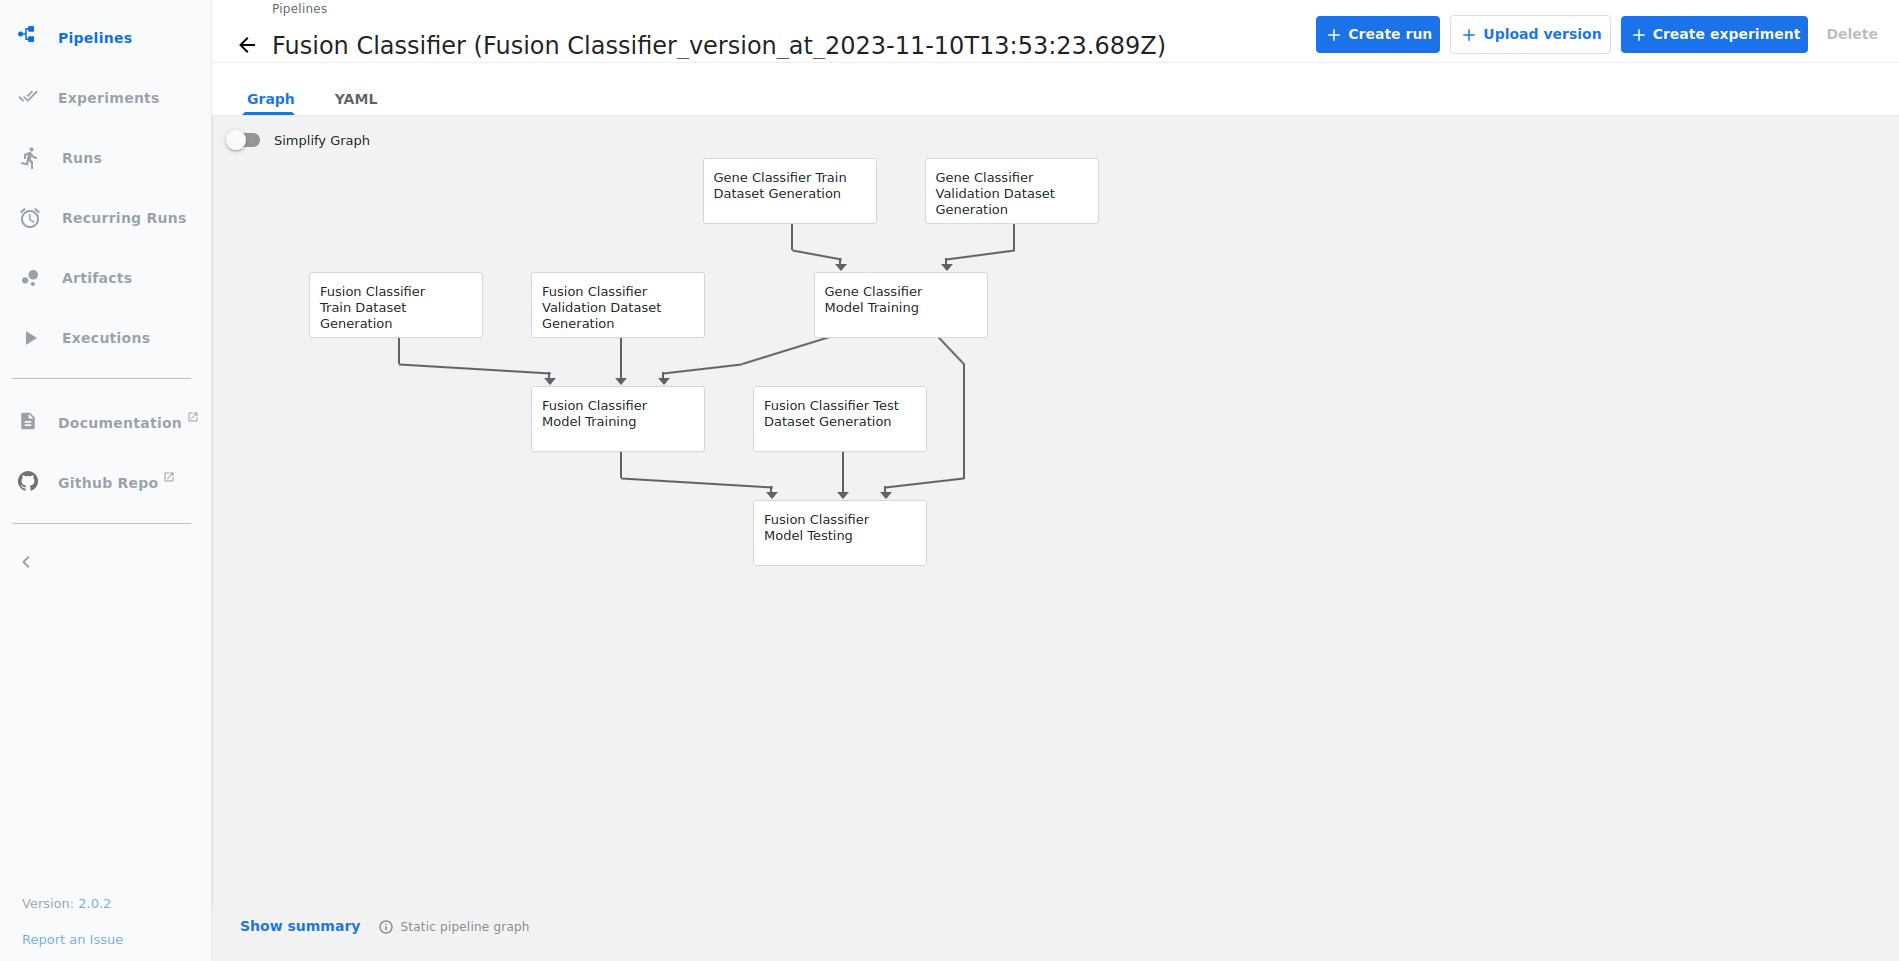 Pipelines
Experiments
Runs
Recurring Runs
Artifacts
Executions
Documentation
Github Repo
Version: 2.0.2
Report an Issue
Pipelines
Fusion Classifier (Fusion Classifier_version_at_2023-11-10T13:53:23.689Z)
Create run
Upload version
Create experiment
Delete
Graph
YAML
Simplify Graph
Gene Classifier Train
Dataset Generation
Gene Classifier
Validation Dataset
Generation
Fusion Classifier
Train Dataset
Generation
Fusion Classifier
Validation Dataset
Generation
Gene Classifier
Model Training
Fusion Classifier
Model Training
Fusion Classifier Test
Dataset Generation
Fusion Classifier
Model Testing
Show summary
Static pipeline graph